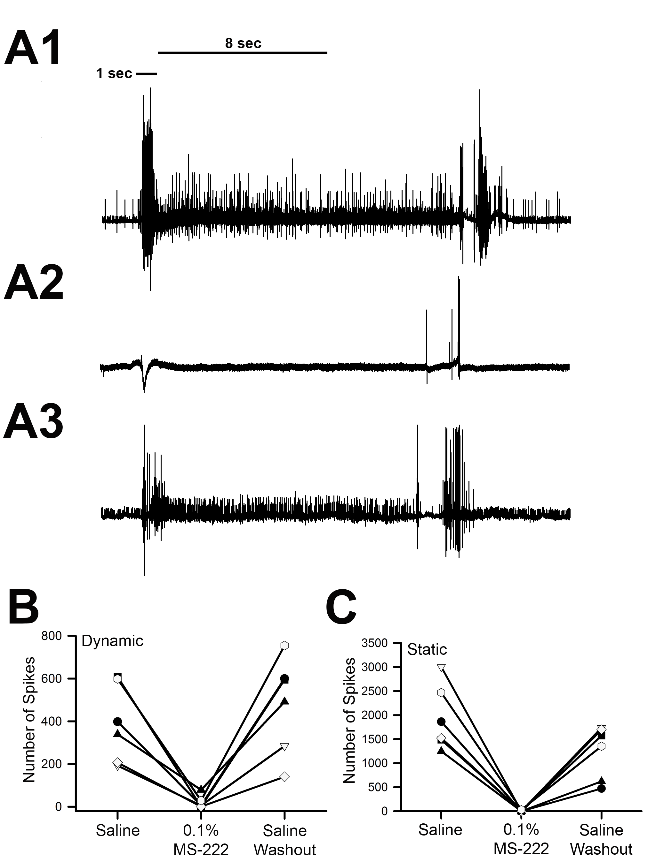 A1
8 sec
1 sec
A2
A3
B
Dynamic
Number of Spikes
800
600
400
200
0
Saline
0.1% MS-222
Saline Washout
C
Static
Number of Spikes
3500
3000
2500
2000
1500
1000
500
0
Saline
0.1% MS-222
Saline Washout